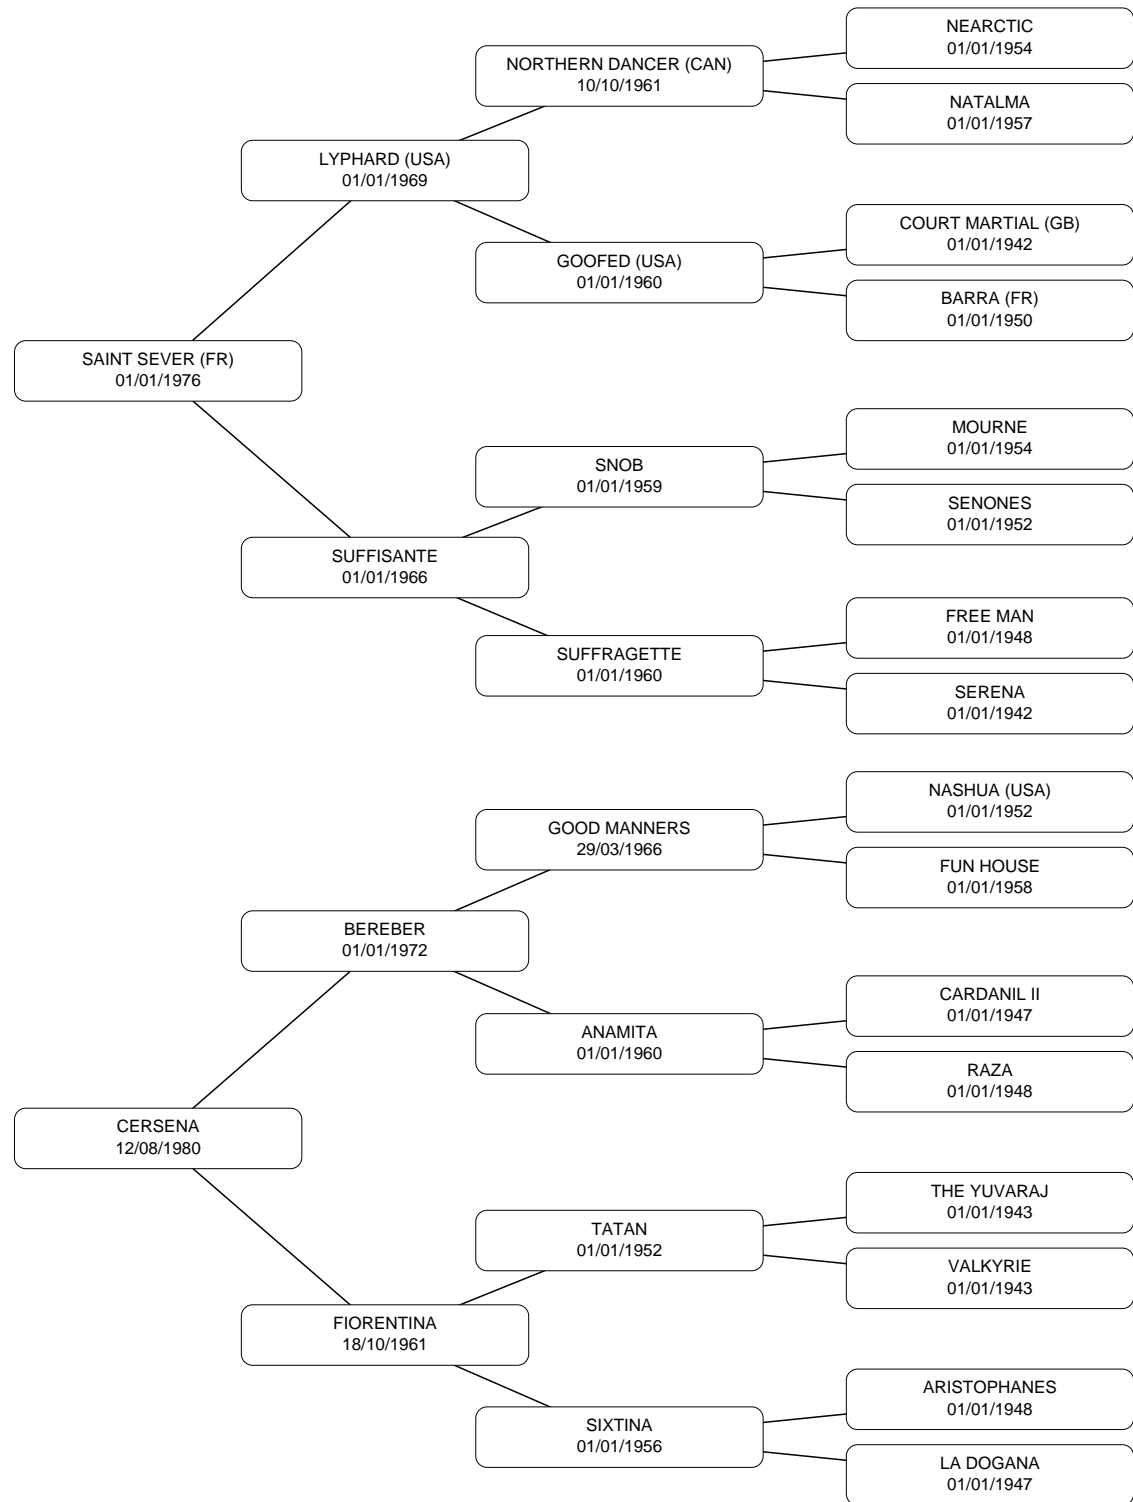 NEARCTIC
01/01/1954
NORTHERN DANCER (CAN)
10/10/1961
NATALMA
01/01/1957
LYPHARD (USA)
01/01/1969
COURT MARTIAL (GB)
01/01/1942
GOOFED (USA)
01/01/1960
BARRA (FR)
01/01/1950
SAINT SEVER (FR)
01/01/1976
MOURNE
01/01/1954
SNOB
01/01/1959
SENONES
01/01/1952
SUFFISANTE
01/01/1966
FREE MAN
01/01/1948
SUFFRAGETTE
01/01/1960
SERENA
01/01/1942
NASHUA (USA)
01/01/1952
GOOD MANNERS
29/03/1966
FUN HOUSE
01/01/1958
BEREBER
01/01/1972
CARDANIL II
01/01/1947
ANAMITA
01/01/1960
RAZA
01/01/1948
CERSENA
12/08/1980
THE YUVARAJ
01/01/1943
TATAN
01/01/1952
VALKYRIE
01/01/1943
FIORENTINA
18/10/1961
ARISTOPHANES
01/01/1948
SIXTINA
01/01/1956
LA DOGANA
01/01/1947